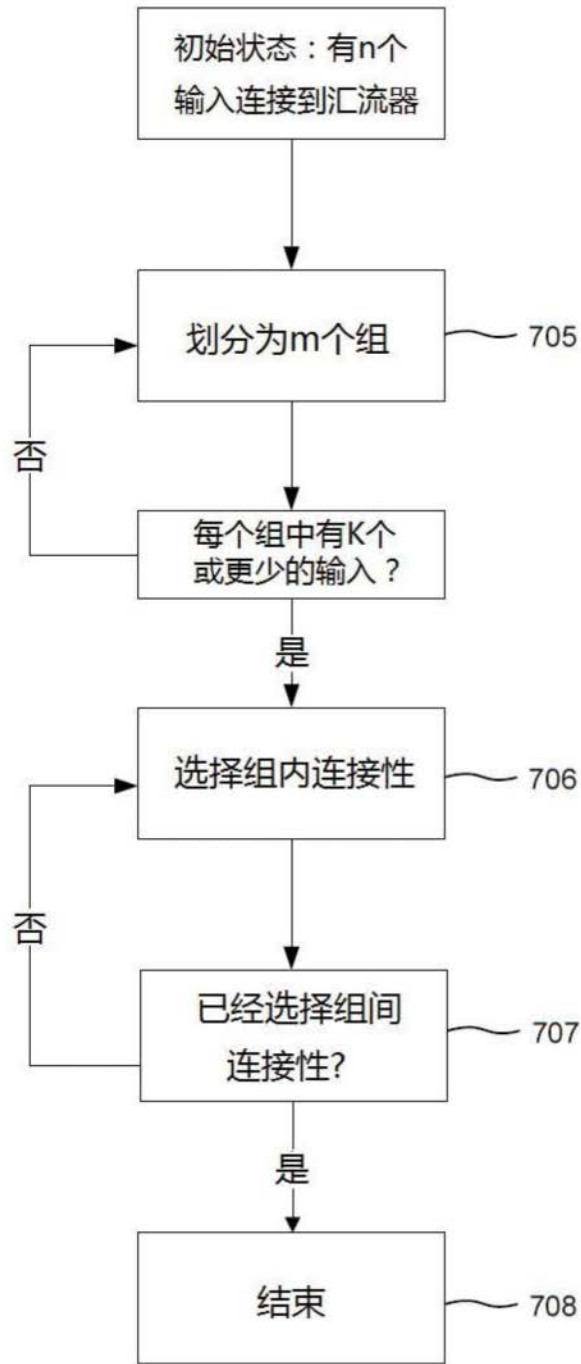 初始状态：有n个
输入连接到汇流器
划分为m个组
705
否
每个组中有K个
或更少的输入？
是
选择组内连接性
706
否
已经选择组间
连接性?
707
是
结束
708